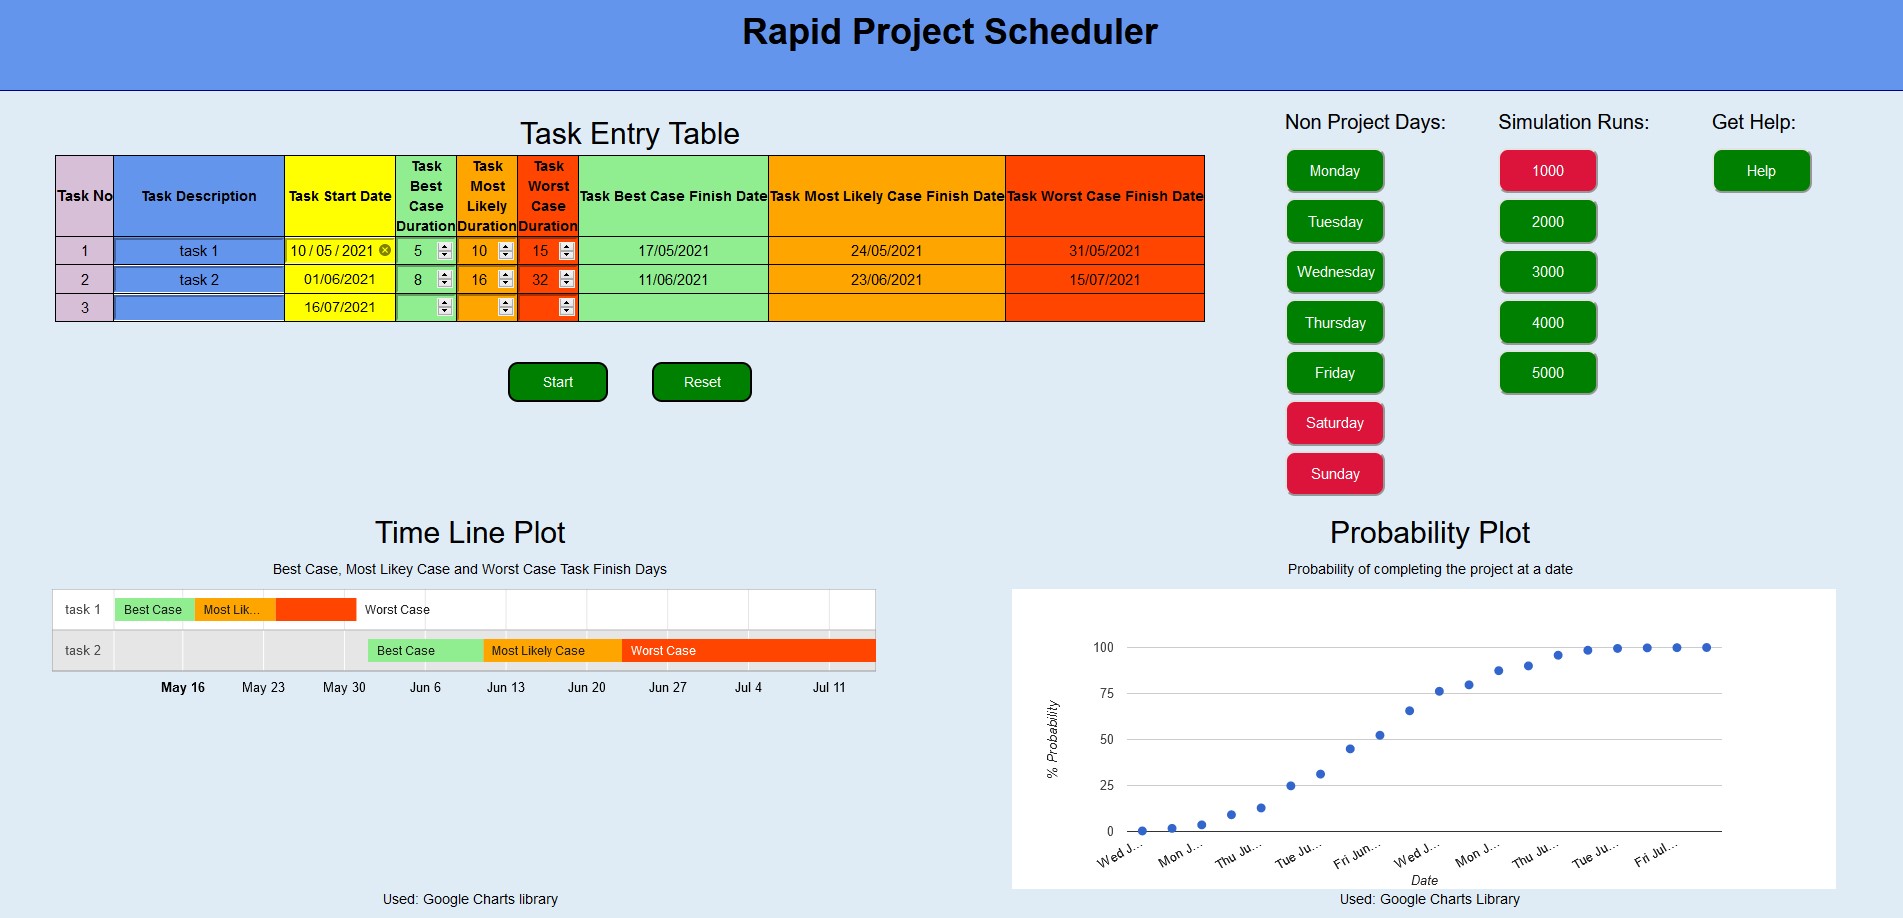 Rapid Project Scheduler
Task Entry Table
Task No Task Description Task Start Date Task Best Case Duration Task Most Likely Duration Task Worst Case Duration Task Best Case Finish Date Task Most Likely Case Finish Date Task Worst Case Finish Date
1 task 1 10 / 05 / 2021 5 10 15 17/05/2021 24/05/2021 31/05/2021
2 task 2 01/06/2021 8 16 32 11/06/2021 23/06/2021 15/07/2021
3 16/07/2021
Start Reset
Non Project Days:
Monday
Tuesday
Wednesday
Thursday
Friday
Saturday
Sunday
Simulation Runs:
1000
2000
3000
4000
5000
Get Help:
Help
Time Line Plot
Best Case, Most Likey Case and Worst Case Task Finish Days
task 1 Best Case Most Lik... Worst Case
task 2 Best Case Most Likely Case Worst Case
May 16 May 23 May 30 Jun 6 Jun 13 Jun 20 Jun 27 Jul 4 Jul 11
Used: Google Charts library
Probability Plot
Probability of completing the project at a date
% Probability
100
75
50
25
0
Wed J... Mon J... Thu Ju... Tue Ju... Fri Jun... Wed J... Mon J... Thu Ju... Tue Ju... Fri Jul...
Date
Used: Google Charts Library